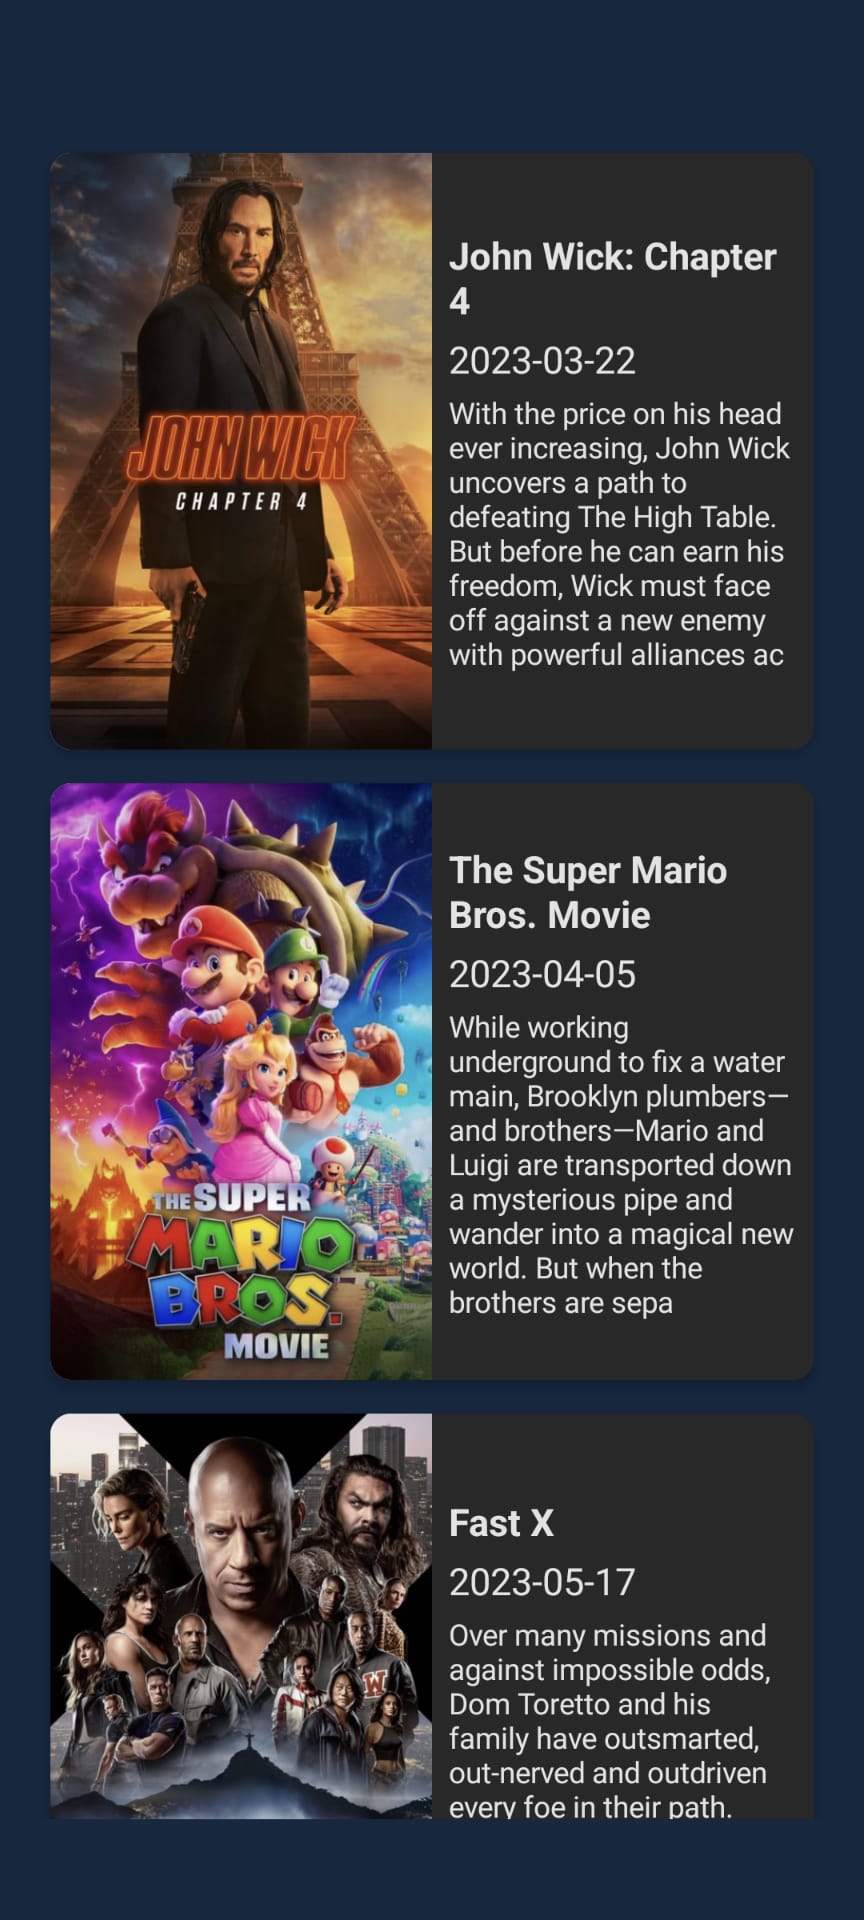 JOHN WICK
CHAPTER 4
John Wick: Chapter
4
2023-03-22
With the price on his head
ever increasing, John Wick
uncovers a path to
defeating The High Table.
But before he can earn his
freedom, Wick must face
off against a new enemy
with powerful alliances ac
THE SUPER
MARIO
BROS.
MOVIE
The Super Mario
Bros. Movie
2023-04-05
While working
underground to fix a water
main, Brooklyn plumbers—
and brothers—Mario and
Luigi are transported down
a mysterious pipe and
wander into a magical new
world. But when the
brothers are sepa
W
Fast X
2023-05-17
Over many missions and
against impossible odds,
Dom Toretto and his
family have outsmarted,
out-nerved and outdriven
every foe in their path.